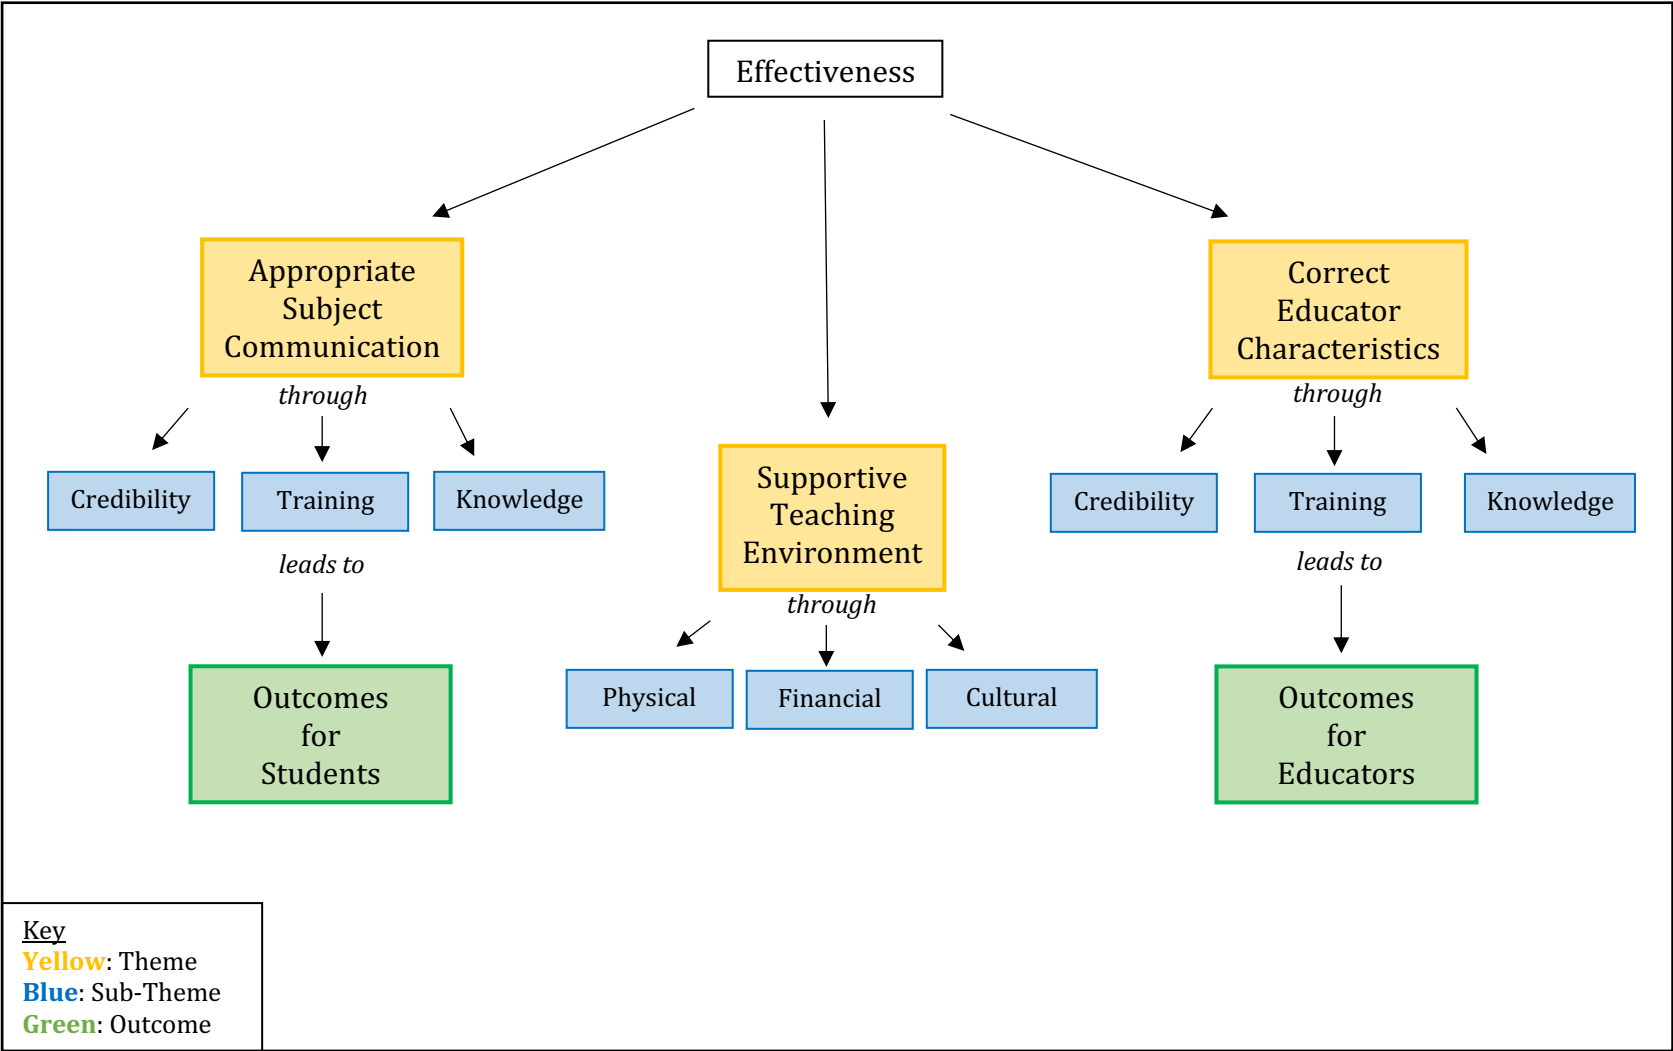 Effectiveness
Appropriate
Subject
Communication
through
Credibility
Training
Knowledge
leads to
Outcomes
for
Students
Supportive
Teaching
Environment
through
Physical
Financial
Cultural
Correct
Educator
Characteristics
through
Credibility
Training
Knowledge
leads to
Outcomes
for
Educators
Key
Yellow: Theme
Blue: Sub-Theme
Green: Outcome